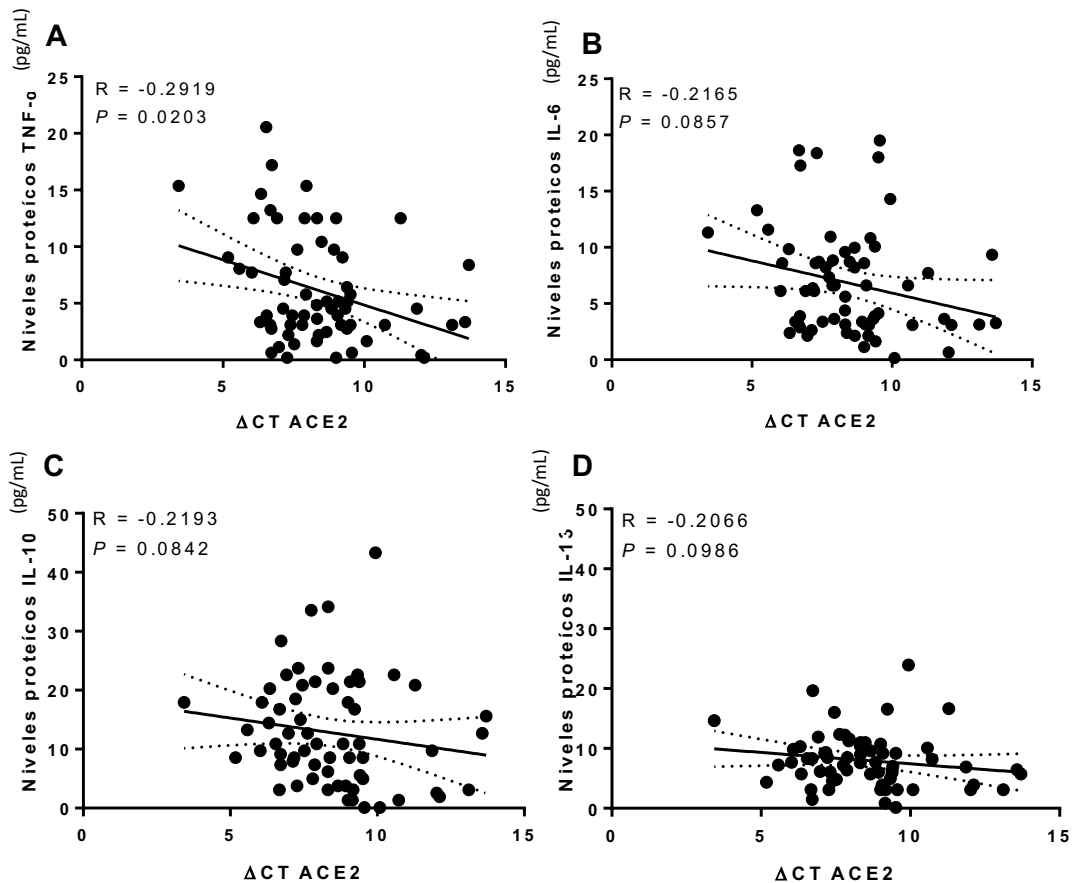 A
Niveles proteícos TNF-α (pg/mL)
R = -0.2919
P = 0.0203
25
20
15
10
5
0
0 5 10 15
ΔCT ACE2
B
Niveles proteicos IL-6 (pg/mL)
R = -0.2165
P = 0.0857
25
20
15
10
5
0
0 5 10 15
ΔCT ACE2
C
Niveles proteícos IL-10 (pg/mL)
R = -0.2193
P = 0.0842
50
40
30
20
10
0
0 5 10 15
ΔCT ACE2
D
Niveles proteícos (pg/mL)
R = -0.2066
P = 0.0986
50
40
30
20
10
0
0 5 10 15
ΔCT ACE2